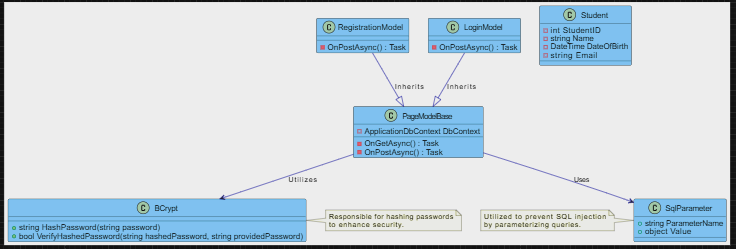 C RegistrationModel
OnPostAsync() : Task
C LoginModel
OnPostAsync() : Task
C Student
int StudentID
string Name
DateTime DateOfBirth
string Email
Inherits
Inherits
C PageModelBase
ApplicationDbContext DbContext
OnGetAsync() : Task
OnPostAsync() : Task
Utilizes
Uses
C BCrypt
string HashPassword(string password)
bool VerifyHashedPassword(string hashedPassword, string providedPassword)
Responsible for hashing passwords
to enhance security.
Utilized to prevent SQL injection
by parameterizing queries.
C SqlParameter
string ParameterName
object Value